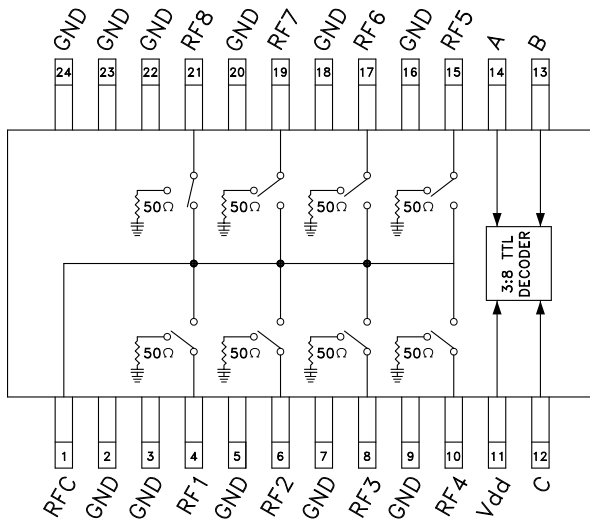 GND GND GND RF8 GND RF7 GND RF6 GND RF5 A B
24 23 22 21 20 19 18 17 16 15 14 13
50Ω 50Ω 50Ω 50Ω
3:8 TTL
DECODER
50Ω 50Ω 50Ω 50Ω
1 2 3 4 5 6 7 8 9 10 11 12
RFC GND GND RF1 GND RF2 GND RF3 GND RF4 Vdd C